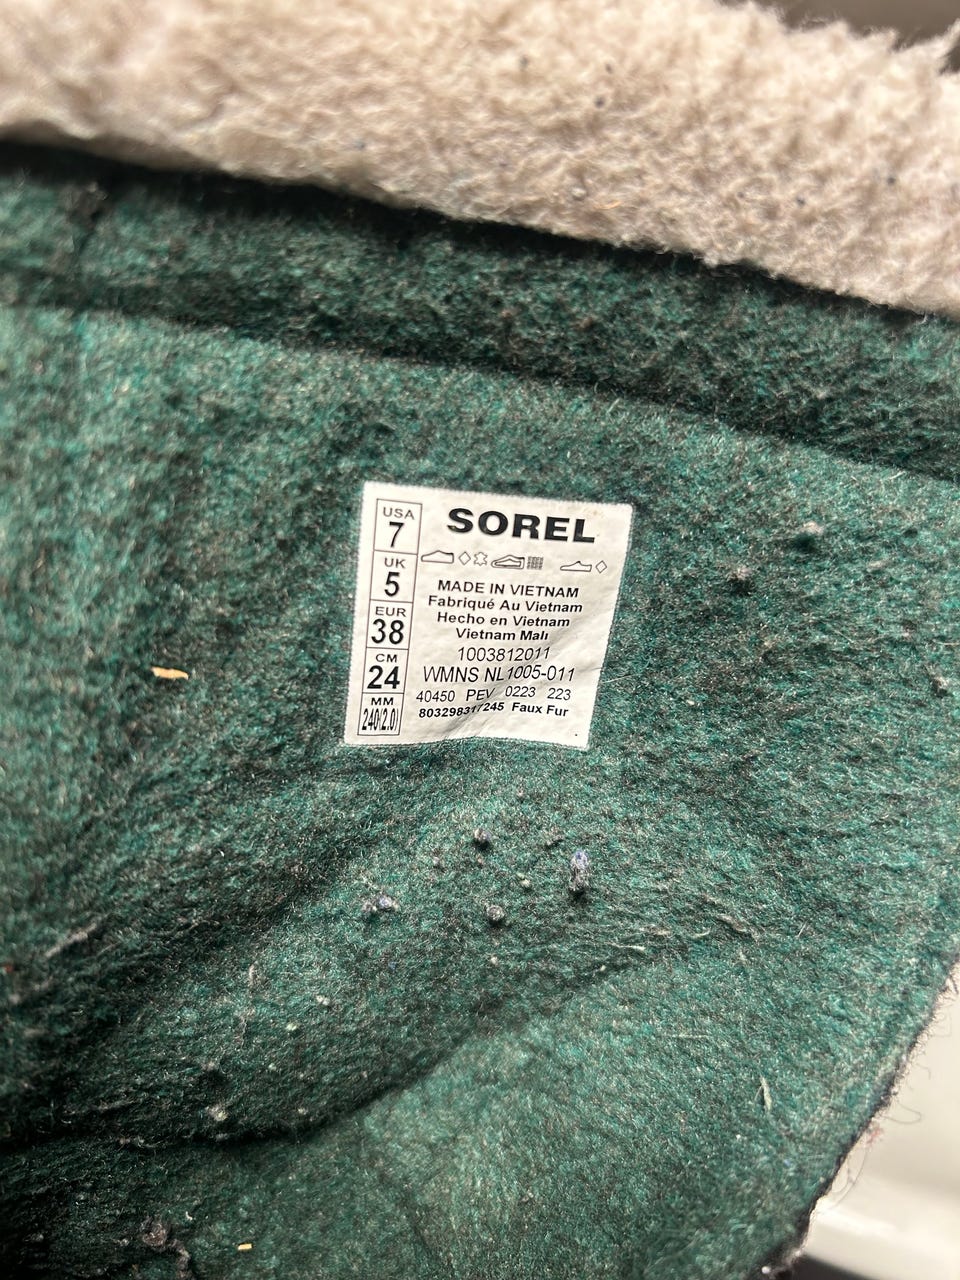 USA
7
UK
5
EUR
38
CM
24
MM
240(2.0)
SOREL
MADE IN VIETNAM
Fabriqué Au Vietnam
Hecho en Vietnam
Vietnam Malı
1003812011
WMNS NL1005-011
40450 PEV 0223 223
Faux Fur